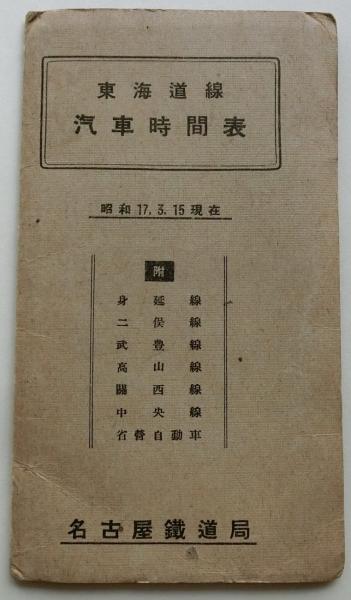 東海道線
汽車時間表
昭和17.3.15現在
附
身延線
二俣線
武豊線
高山線
關西線
中央線
省營自動車
名古屋鐵道局